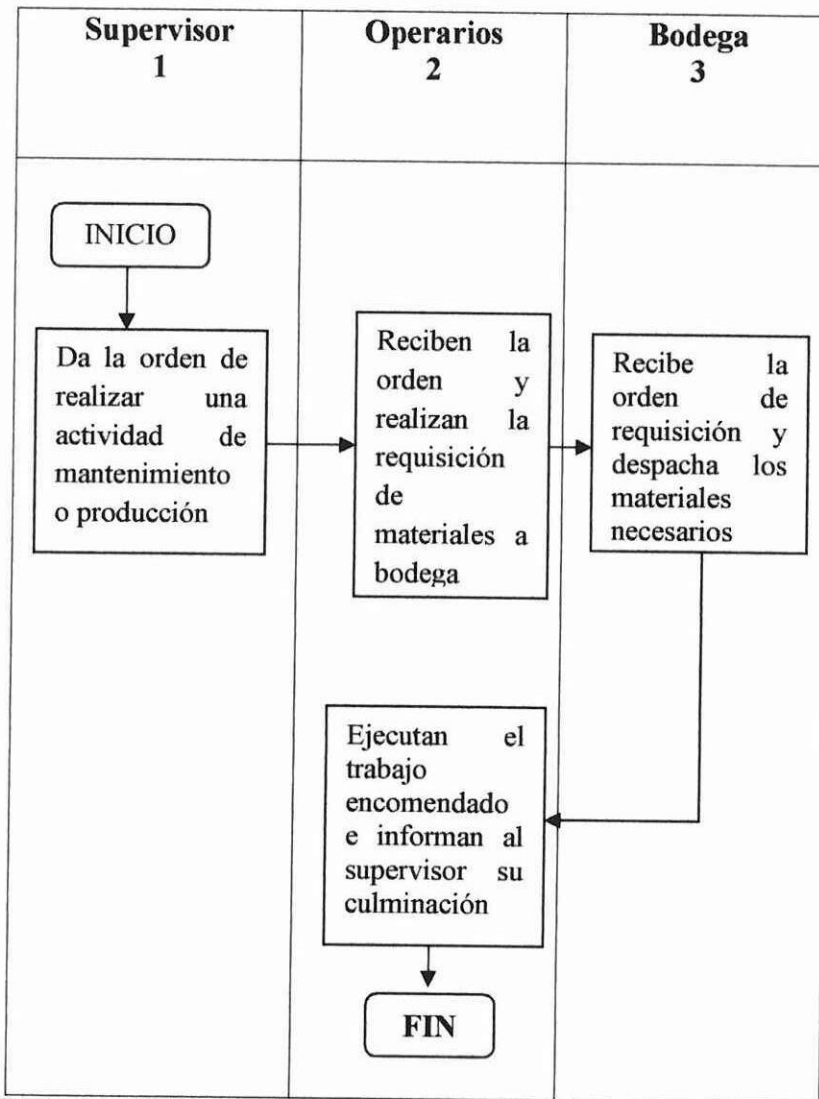 Supervisor
1
Operarios
2
Bodega
3
INICIO
Da la orden de
realizar una
actividad de
mantenimiento
o producción
Reciben la
orden y
realizan la
requisición
de
materiales a
bodega
Recibe la
orden de
requisición y
despacha los
materiales
necesarios
Ejecutan el
trabajo
encomendado
e informan al
supervisor su
culminación
FIN